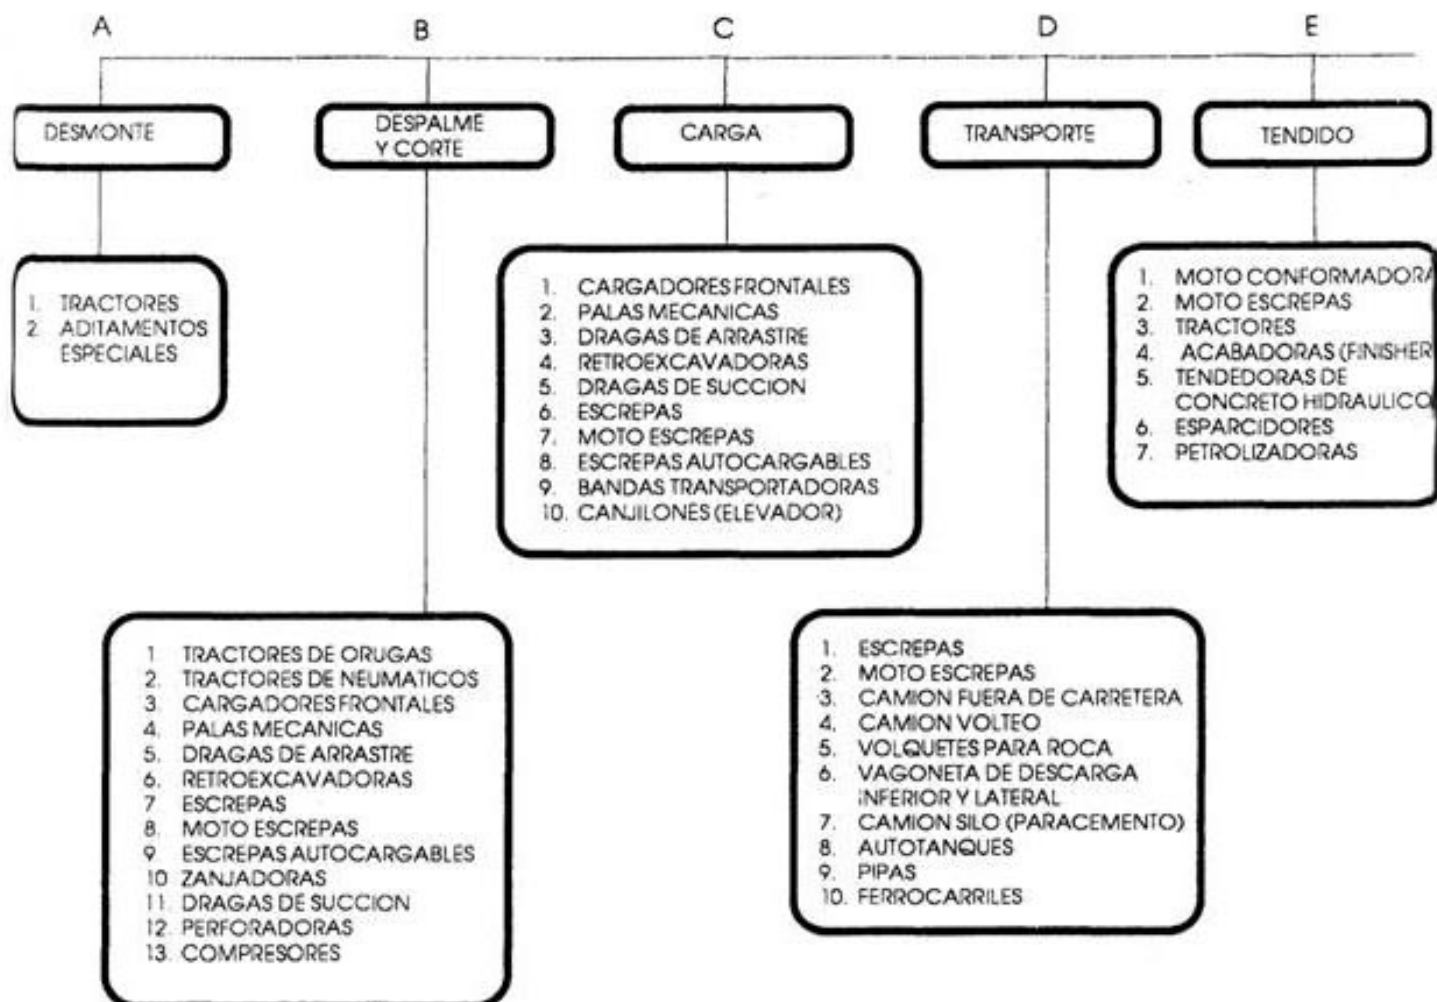 A
B
C
D
E
DESMONTE
DESPALME
Y CORTE
CARGA
TRANSPORTE
TENDIDO
1. TRACTORES
2. ADITAMENTOS
ESPECIALES
1 TRACTORES DE ORUGAS
2. TRACTORES DE NEUMATICOS
3. CARGADORES FRONTALES
4. PALAS MECANICAS
5. DRAGAS DE ARRASTRE
6. RETROEXCAVADORAS
7 ESCREPAS
8. MOTO ESCREPAS
9. ESCREPAS AUTOCARGABLES
10 ZANJADORAS
11. DRAGAS DE SUCCION
12. PERFORADORAS
13. COMPRESORES
1. CARGADORES FRONTALES
2. PALAS MECANICAS
3. DRAGAS DE ARRASTRE
4. RETROEXCAVADORAS
5. DRAGAS DE SUCCION
6. ESCREPAS
7. MOTO ESCREPAS
8. ESCREPAS AUTOCARGABLES
9. BANDAS TRANSPORTADORAS
10. CANJILONES (ELEVADOR)
1. ESCREPAS
2. MOTO ESCREPAS
3. CAMION FUERA DE CARRETERA
4. CAMION VOLTEO
5. VOLQUETES PARA ROCA
6. VAGONETA DE DESCARGA
INFERIOR Y LATERAL
7. CAMION SILO (PARACEMENTO)
8. AUTOTANQUES
9. PIPAS
10. FERROCARRILES
1. MOTO CONFORMADORA
2. MOTO ESCREPAS
3. TRACTORES
4. ACABADORAS (FINISHER
5. TENDEDORAS DE
CONCRETO HIDRAULICO
6. ESPARCIDORES
7. PETROLIZADORAS